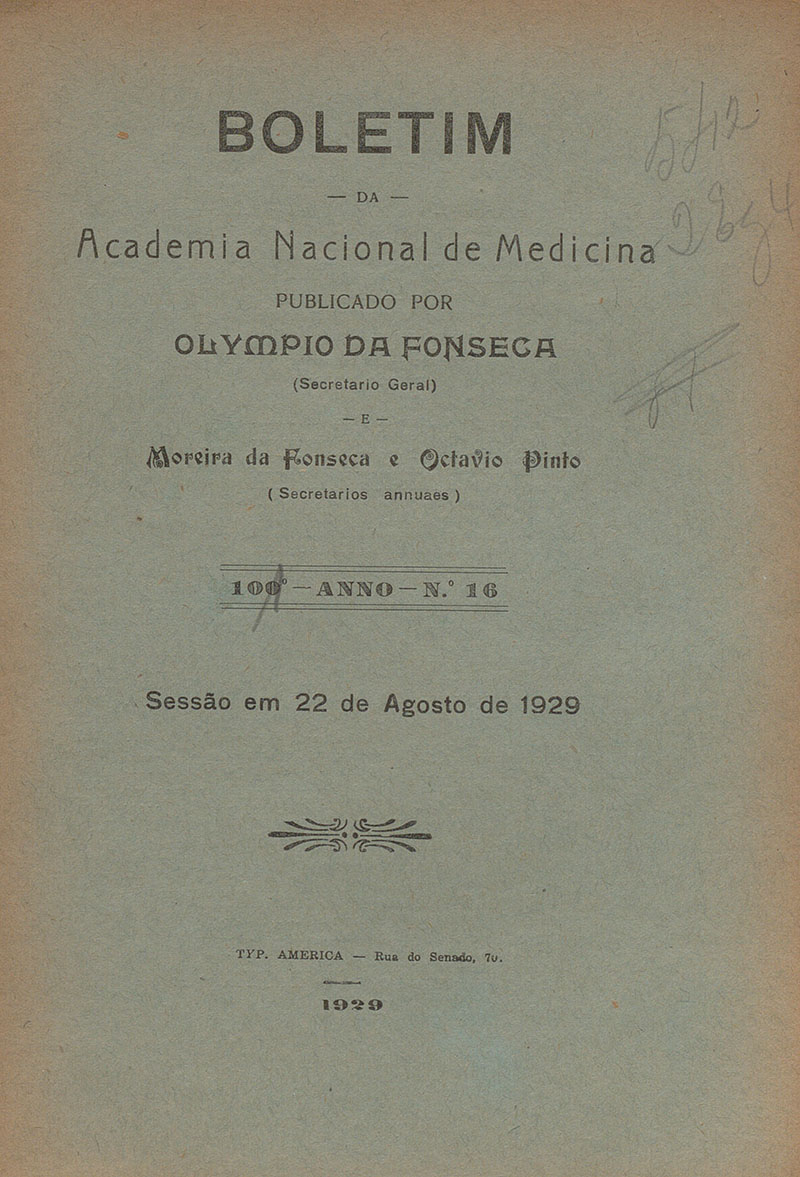 BOLETIM
— DA —
Academia Nacional de Medicina
PUBLICADO POR
OLYMPIO DA FONSECA
(Secretario Geral)
— E —
Moreira da Fonseca e Octavio Pinto
( Secretarios annuaes )
100º — ANNO — N.º 16
Sessão em 22 de Agosto de 1929
TYP. AMERICA — Rua do Senado, 70.
1929